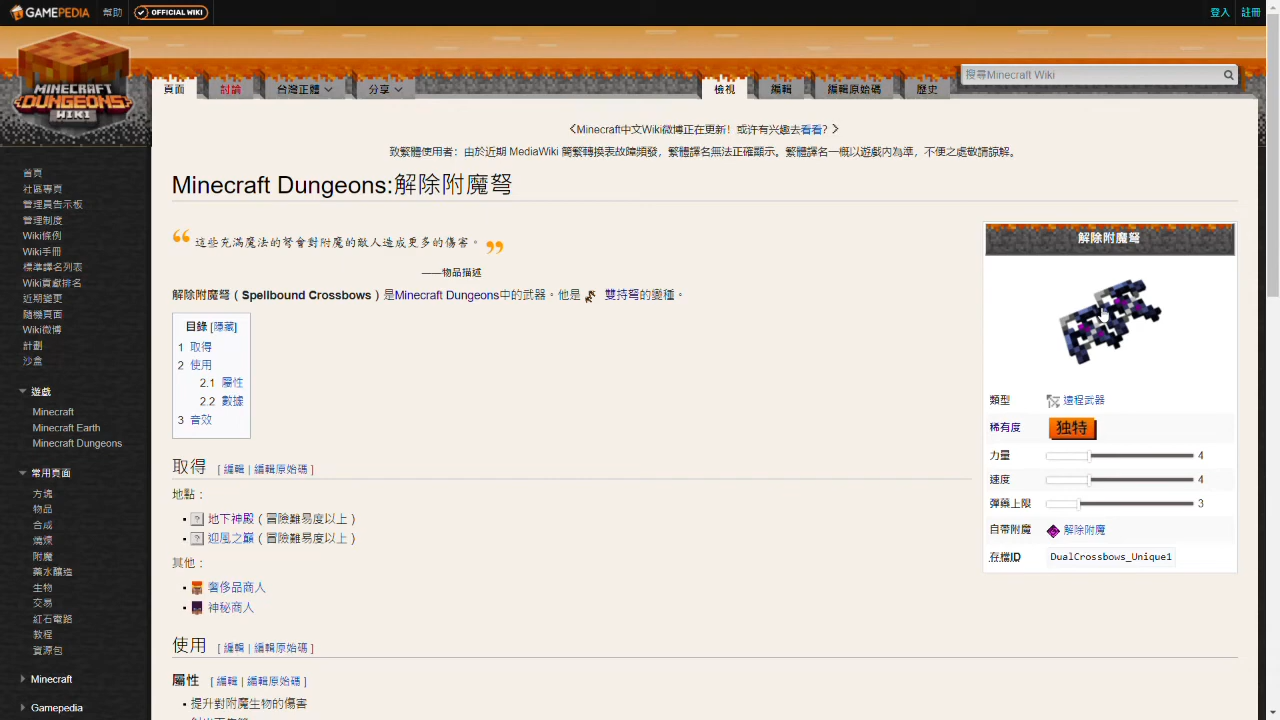 GAMEPEDIA 幫助 OFFICIAL WIKI 登入 註冊
MINECRAFT
DUNGEONS
WIKI
頁面 討論 台灣正體 分享 檢視 編輯 編輯原始碼 歷史 搜尋Minecraft Wiki
<Minecraft中文Wiki微博正在更新！或许有兴趣去看看？>
致繁體使用者：由於近期 MediaWiki 簡繁轉換表故障頻發，繁體譯名無法正確顯示。繁體譯名一概以遊戲內為準，不便之處敬請諒解。
Minecraft Dungeons:解除附魔弩
首頁
社區專頁
管理員告示板
管理制度
Wiki條例
Wiki手冊
標準譯名列表
Wiki貢獻排名
近期變更
隨機頁面
Wiki微博
計劃
沙盒
遊戲
Minecraft
Minecraft Earth
Minecraft Dungeons
常用頁面
方塊
物品
合成
燒煉
附魔
藥水釀造
生物
交易
紅石電路
教程
資源包
Minecraft
Gamepedia
“ 這些充滿魔法的弩會對附魔的敵人造成更多的傷害。 ”
——物品描述
解除附魔弩（Spellbound Crossbows）是Minecraft Dungeons中的武器。他是 雙持弩的變種。
目錄 [隱藏]
1 取得
2 使用
2.1 屬性
2.2 數據
3 音效
取得 [ 編輯 | 編輯原始碼 ]
地點：
地下神殿（冒險難易度以上）
迎風之巔（冒險難易度以上）
其他：
奢侈品商人
神秘商人
使用 [ 編輯 | 編輯原始碼 ]
屬性 [ 編輯 | 編輯原始碼 ]
提升對附魔生物的傷害
解除附魔弩
類型 遠程武器
稀有度 独特
力量 4
速度 4
彈藥上限 3
自帶附魔 解除附魔
存檔ID DualCrossbows_Unique1